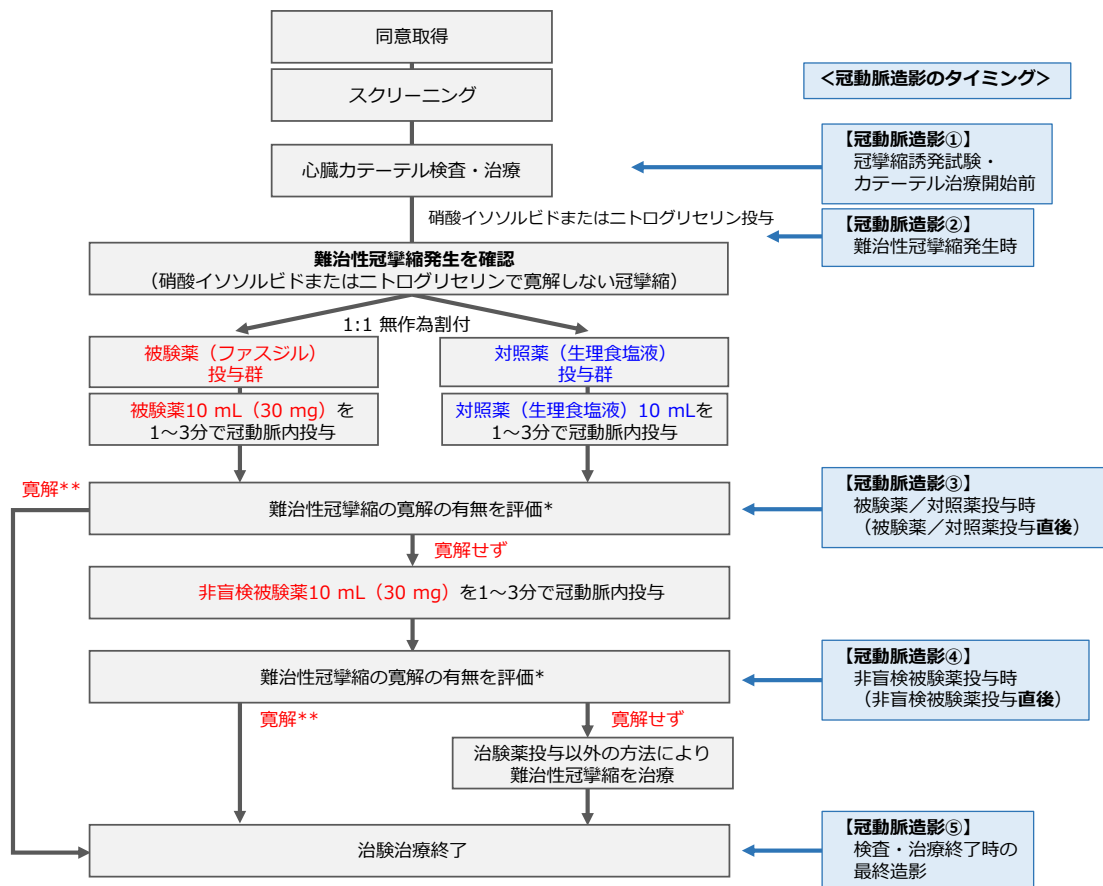 同意取得
スクリーニング
<冠動脈造影のタイミング>
心臓カテーテル検査・治療
【冠動脈造影①】
冠攣縮誘発試験・
カテーテル治療開始前
硝酸イソソルビドまたはニトログリセリン投与
【冠動脈造影②】
難治性冠攣縮発生時
難治性冠攣縮発生を確認
（硝酸イソソルビドまたはニトログリセリンで寛解しない冠攣縮）
1:1 無作為割付
被験薬（ファスジル）
投与群
対照薬（生理食塩液）
投与群
被験薬10 mL（30 mg）を
1～3分で冠動脈内投与
対照薬（生理食塩液）10 mLを
1～3分で冠動脈内投与
寛解**
難治性冠攣縮の寛解の有無を評価*
【冠動脈造影③】
被験薬／対照薬投与時
（被験薬／対照薬投与直後）
寛解せず
非盲検被験薬10 mL（30 mg）を1～3分で冠動脈内投与
難治性冠攣縮の寛解の有無を評価*
【冠動脈造影④】
非盲検被験薬投与時
（非盲検被験薬投与直後）
寛解**
寛解せず
治験薬投与以外の方法により
難治性冠攣縮を治療
治験治療終了
【冠動脈造影⑤】
検査・治療終了時の
最終造影